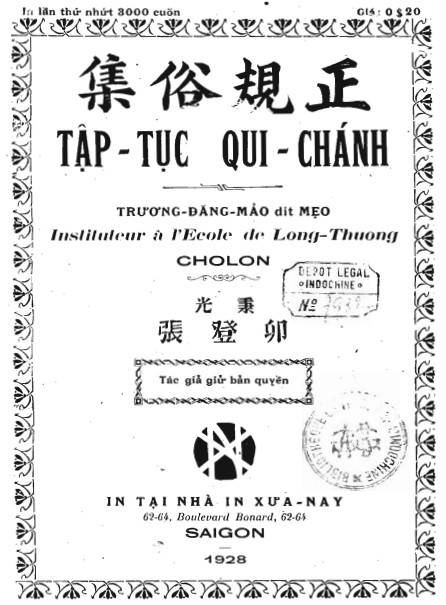 In lần thứ nhứt 3000 cuốn
Giá: 0$20
集俗規正
TẬP-TỤC QUI-CHÁNH
TRƯƠNG-ĐĂNG-MẢO dit MẸO
Instituteur à l'Ecole de Long-Thuong
CHOLON
DEPOT LEGAL
INDOCHINE
Nº
光秉
張登卯
Tác giả giữ bản quyền
IN TẠI NHÀ IN XƯA-NAY
62-64, Boulevard Bonard, 62-64
SAIGON
1928